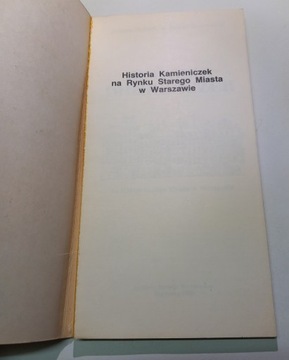 Historia Kamieniczek
na Rynku Starego Miasta
w Warszawie